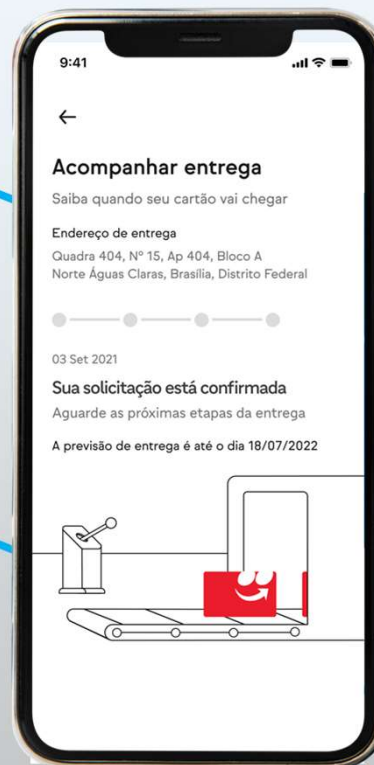 9:41
Acompanhar entrega
Saiba quando seu cartão vai chegar
Endereço de entrega
Quadra 404, Nº 15, Ap 404, Bloco A
Norte Águas Claras, Brasília, Distrito Federal
03 Set 2021
Sua solicitação está confirmada
Aguarde as próximas etapas da entrega
A previsão de entrega é até o dia 18/07/2022